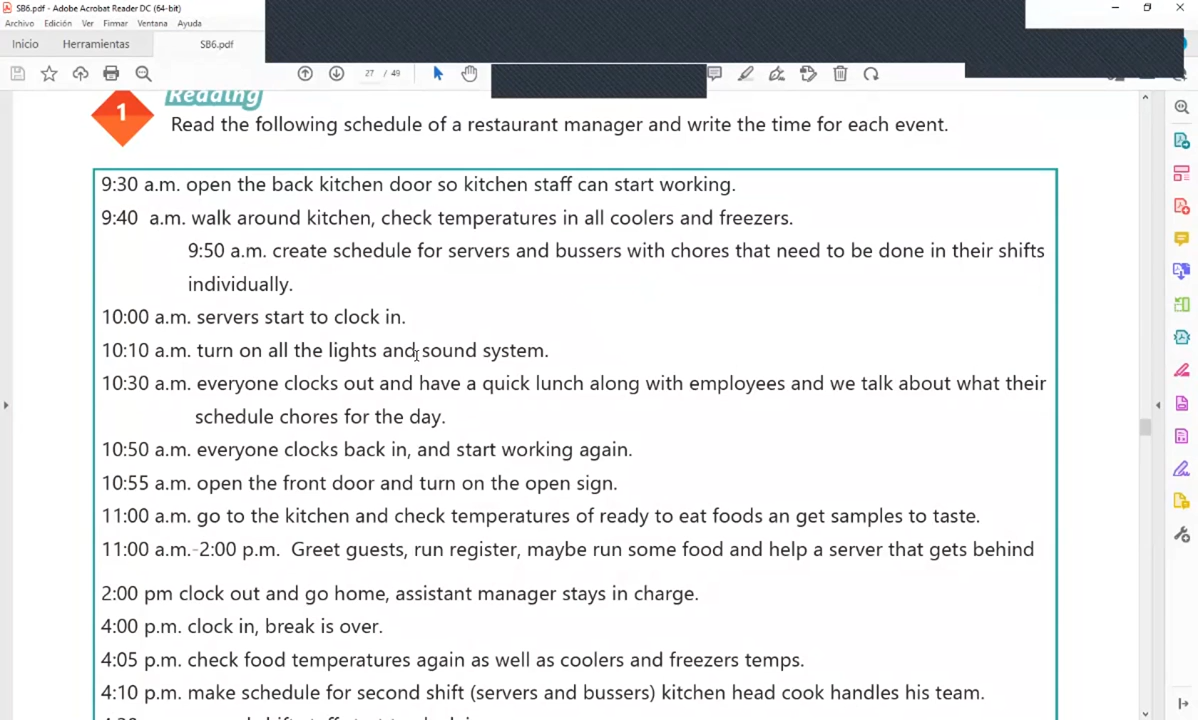 SB6.pdf - Adobe Acrobat Reader DC (64-bit)
Archivo Edición Ver Firmar Ventana Ayuda
Inicio Herramientas SB6.pdf
27 / 49
1 Reading
Read the following schedule of a restaurant manager and write the time for each event.
9:30 a.m. open the back kitchen door so kitchen staff can start working.
9:40 a.m. walk around kitchen, check temperatures in all coolers and freezers.
9:50 a.m. create schedule for servers and bussers with chores that need to be done in their shifts
individually.
10:00 a.m. servers start to clock in.
10:10 a.m. turn on all the lights and sound system.
10:30 a.m. everyone clocks out and have a quick lunch along with employees and we talk about what their
schedule chores for the day.
10:50 a.m. everyone clocks back in, and start working again.
10:55 a.m. open the front door and turn on the open sign.
11:00 a.m. go to the kitchen and check temperatures of ready to eat foods an get samples to taste.
11:00 a.m.-2:00 p.m. Greet guests, run register, maybe run some food and help a server that gets behind
2:00 pm clock out and go home, assistant manager stays in charge.
4:00 p.m. clock in, break is over.
4:05 p.m. check food temperatures again as well as coolers and freezers temps.
4:10 p.m. make schedule for second shift (servers and bussers) kitchen head cook handles his team.